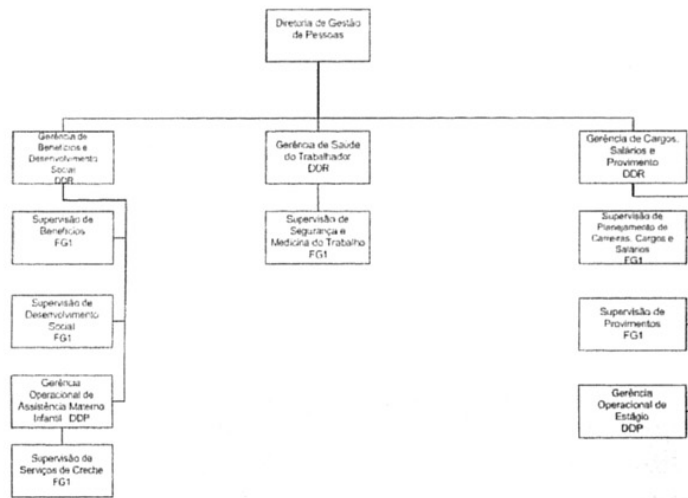 Diretoria de Gestão
de Pessoas
Gerência de
Benefícios e
Desenvolvimento
Social
DDR
Gerência de Saúde
do Trabalhador
DDR
Gerência de Cargos,
Salários e
Provimento
DDR
Supervisão de
Benefícios
FG1
Supervisão de
Segurança e
Medicina do Trabalho
FG1
Supervisão de
Planejamento de
Carreiras, Cargos e
Salários
FG1
Supervisão de
Desenvolvimento
Social
FG1
Supervisão de
Provimentos
FG1
Gerência
Operacional de
Assistência Materno
Infantil DDP
Gerência
Operacional de
Estágio
DDP
Supervisão de
Serviços de Creche
FG1